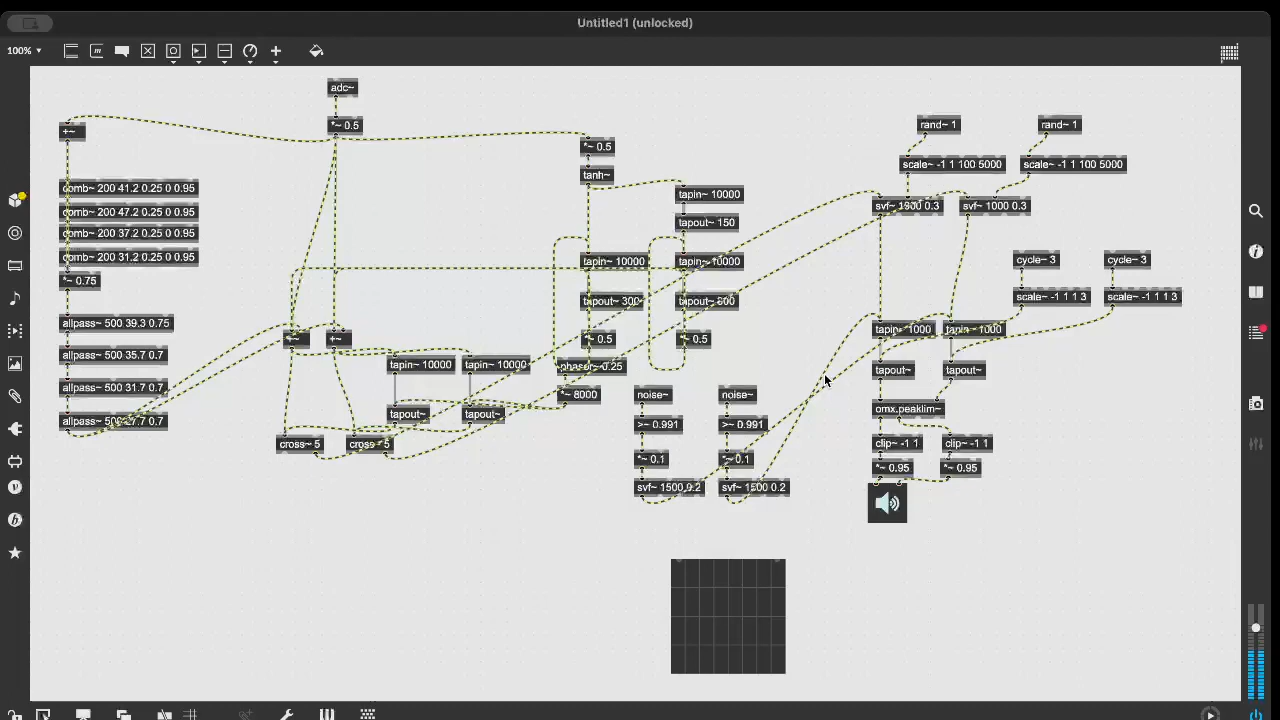 Untitled1 (unlocked)
100%
adc~
*~ 0.5
+~
comb~ 200 41.2 0.25 0 0.95
comb~ 200 47.2 0.25 0 0.95
comb~ 200 37.2 0.25 0 0.95
comb~ 200 31.2 0.25 0 0.95
*~ 0.75
allpass~ 500 39.3 0.75
allpass~ 500 35.7 0.7
allpass~ 500 31.7 0.7
allpass~ 500 27.7 0.7
+~
tapin~ 10000
tapin~ 10000
tapout~
tapout~
cross~ 5
cross~ 5
*~ 0.5
tanh~
tapin~ 10000
tapout~ 150
tapin~ 10000
tapin~ 10000
tapout~ 300
tapout~ 600
*~ 0.5
*~ 0.5
phasor~ 0.25
*~ 8000
noise~
noise~
>~ 0.991
>~ 0.991
*~ 0.1
*~ 0.1
svf~ 1500 0.2
svf~ 1500 0.2
rand~ 1
rand~ 1
scale~ -1 1 100 5000
scale~ -1 1 100 5000
svf~ 1000 0.3
cycle~ 3
cycle~ 3
scale~ -1 1 1 3
scale~ -1 1 1 3
tapin~ 1000
tapin~ 1000
tapout~
tapout~
omx.peaklim~
clip~ -1 1
clip~ -1 1
*~ 0.95
*~ 0.95